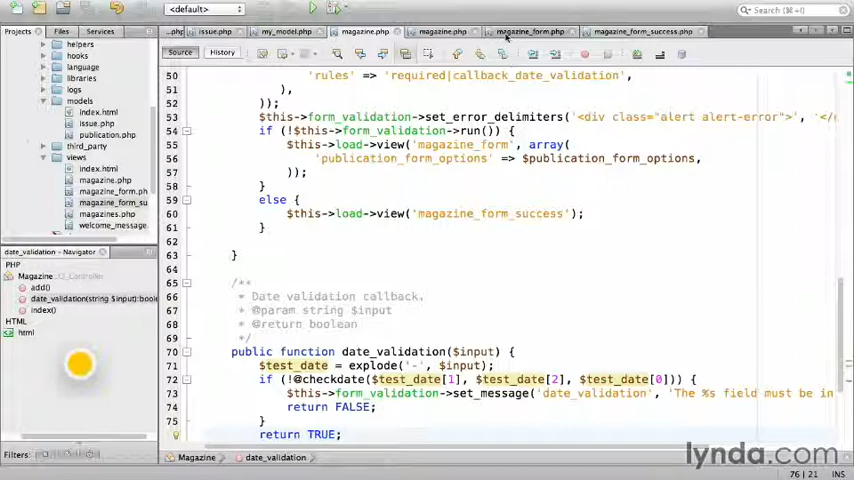 <default>
Search (⌘+I)
Projects
Files
Services
...php
issue.php
my_model.php
magazine.php
magazine.php
magazine_form.php
magazine_form_success.php
Source
History
helpers
hooks
language
libraries
logs
models
index.html
issue.php
publication.php
third_party
views
index.html
magazine.php
magazine_form.ph
magazine_form_su
magazines.php
welcome_message.
50 'rules' => 'required|callback_date_validation',
51 ),
52 ));
53 $this->form_validation->set_error_delimiters('<div class="alert alert-error">', '</
54 if (!$this->form_validation->run()) {
55 $this->load->view('magazine_form', array(
56 'publication_form_options' => $publication_form_options,
57 ));
58 }
59 else {
60 $this->load->view('magazine_form_success');
61 }
62
63 }
64
65 /**
66 * Date validation callback.
67 * @param string $input
68 * @return boolean
69 */
70 public function date_validation($input) {
71 $test_date = explode('-', $input);
72 if (!@checkdate($test_date[1], $test_date[2], $test_date[0])) {
73 $this->form_validation->set_message('date_validation', 'The %s field must be in
74 return FALSE;
75 }
return TRUE;
date_validation - Navigator
PHP
Magazine
add()
date_validation(string $input):boole
index()
HTML
html
Filters:
Magazine
date_validation
lynda.com
76 | 21
INS